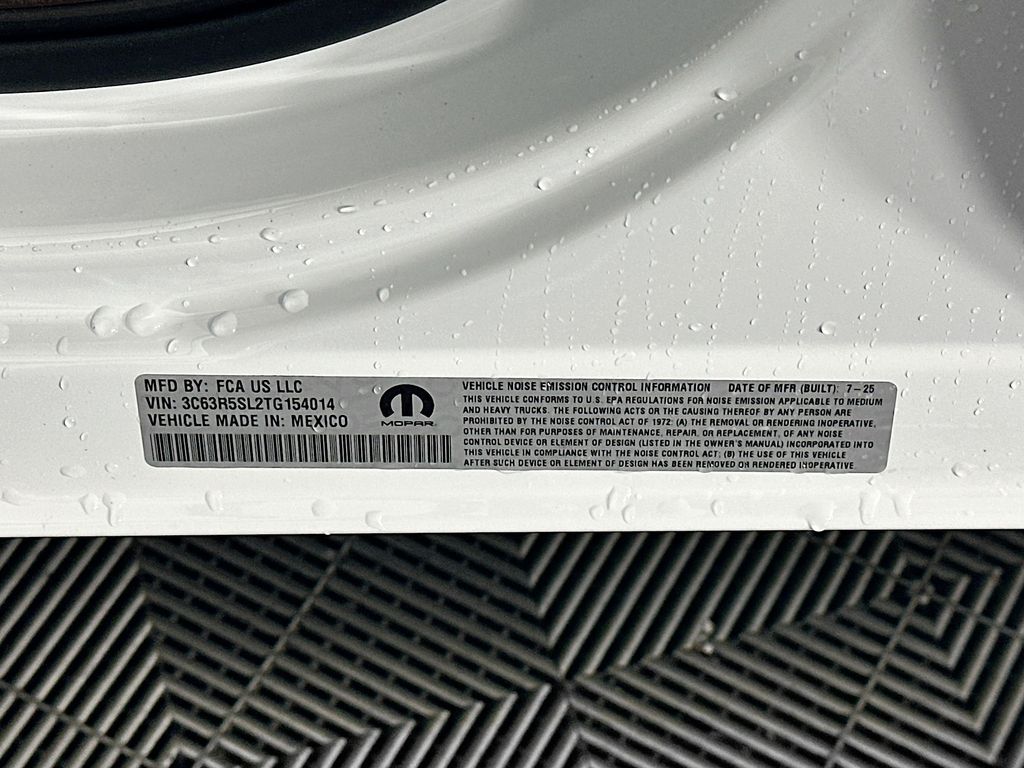 MFD BY: FCA US LLC
VIN: 3C63R5SL2TG154014
VEHICLE MADE IN: MEXICO
MOPAR
VEHICLE NOISE EMISSION CONTROL INFORMATION DATE OF MFR (BUILT): 7-25
THIS VEHICLE CONFORMS TO U.S. EPA REGULATIONS FOR NOISE EMISSION APPLICABLE TO MEDIUM
AND HEAVY TRUCKS. THE FOLLOWING ACTS OR THE CAUSING THEREOF BY ANY PERSON ARE
PROHIBITED BY THE NOISE CONTROL ACT OF 1972: (A) THE REMOVAL OR RENDERING INOPERATIVE,
OTHER THAN FOR PURPOSES OF MAINTENANCE, REPAIR, OR REPLACEMENT, OF ANY NOISE
CONTROL DEVICE OR ELEMENT OF DESIGN (LISTED IN THE OWNER'S MANUAL) INCORPORATED INTO
THIS VEHICLE IN COMPLIANCE WITH THE NOISE CONTROL ACT; (B) THE USE OF THIS VEHICLE
AFTER SUCH DEVICE OR ELEMENT OF DESIGN HAS BEEN REMOVED OR RENDERED INOPERATIVE